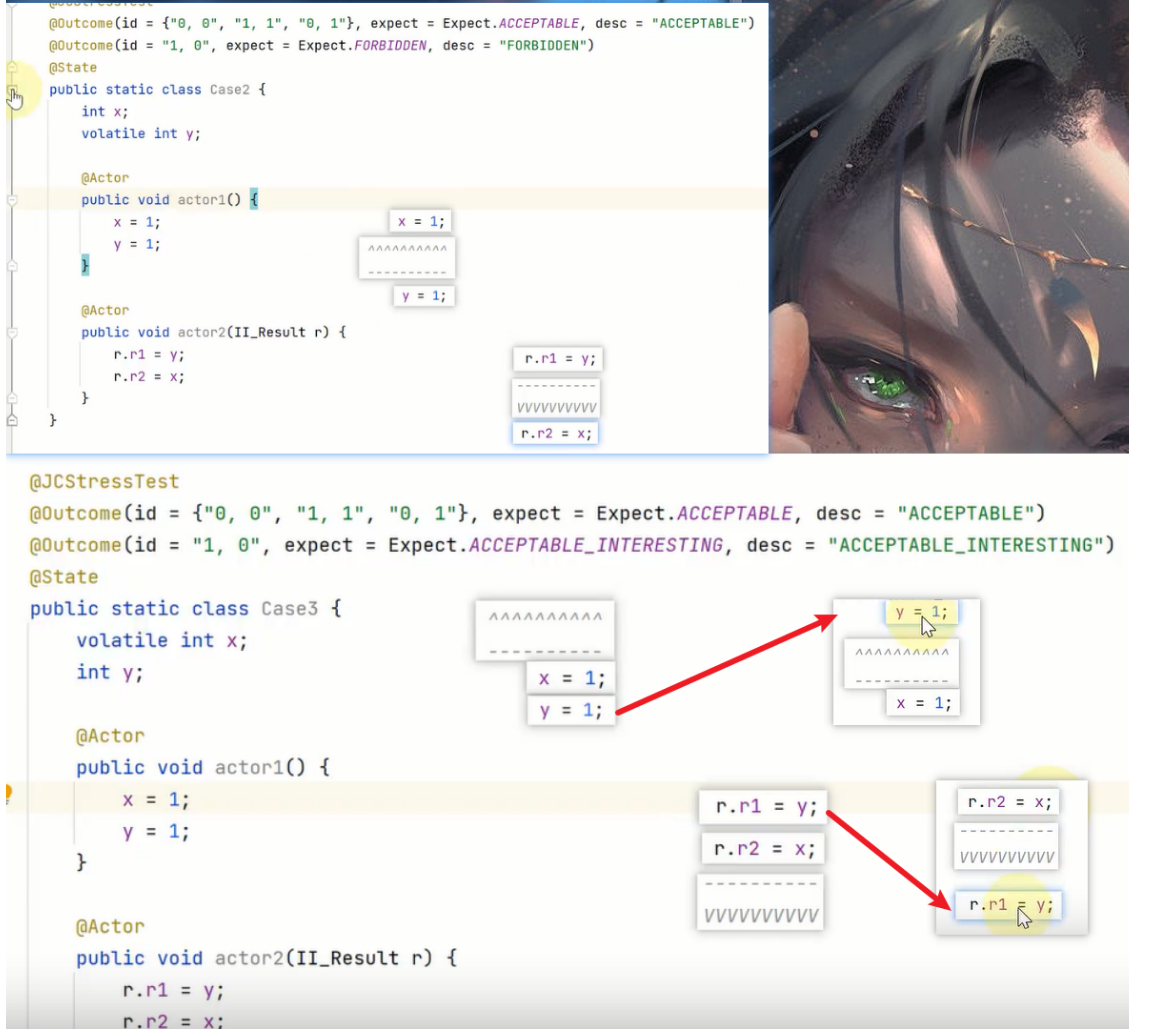 @Outcome(id = {"0, 0", "1, 1", "0, 1"}, expect = Expect.ACCEPTABLE, desc = "ACCEPTABLE")
@Outcome(id = "1, 0", expect = Expect.FORBIDDEN, desc = "FORBIDDEN")
@State
public static class Case2 {
int x;
volatile int y;
@Actor
public void actor1() {
x = 1;
y = 1;
}
x = 1;
^^^^^^^^^^
----------
y = 1;
@Actor
public void actor2(II_Result r) {
r.r1 = y;
r.r2 = x;
}
}
r.r1 = y;
----------
VVVVVVVVVV
r.r2 = x;
@JCStressTest
@Outcome(id = {"0, 0", "1, 1", "0, 1"}, expect = Expect.ACCEPTABLE, desc = "ACCEPTABLE")
@Outcome(id = "1, 0", expect = Expect.ACCEPTABLE_INTERESTING, desc = "ACCEPTABLE_INTERESTING")
@State
public static class Case3 {
volatile int x;
int y;
^^^^^^^^^^
----------
x = 1;
y = 1;
y = 1;
^^^^^^^^^^
----------
x = 1;
@Actor
public void actor1() {
x = 1;
y = 1;
}
r.r1 = y;
r.r2 = x;
----------
VVVVVVVVVV
r.r2 = x;
----------
VVVVVVVVVV
r.r1 = y;
@Actor
public void actor2(II_Result r) {
r.r1 = y;
r.r2 = x;